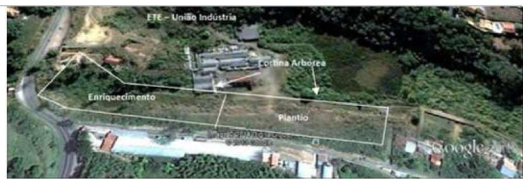 ETE – União Indústria
Cortina Arbórea
Enriquecimento
Plantio
Google